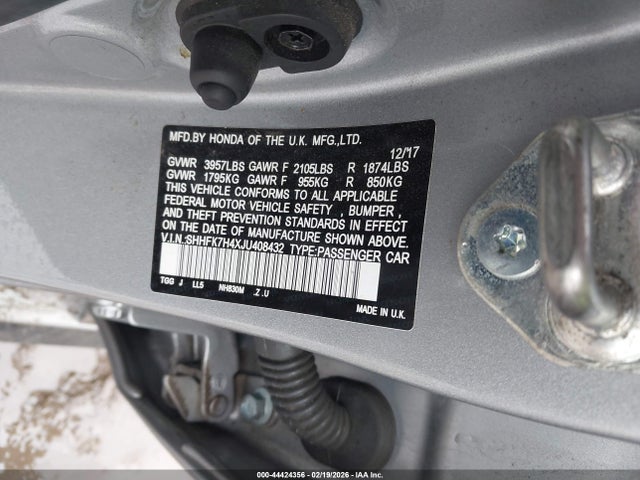 MFD.BY HONDA OF THE U.K. MFG.,LTD.
12/17
GVWR 3957LBS GAWR F 2105LBS R 1874LBS
GVWR 1795KG GAWR F 955KG R 850KG
THIS VEHICLE CONFORMS TO ALL APPLICABLE
FEDERAL MOTOR VEHICLE SAFETY , BUMPER ,
AND THEFT PREVENTION STANDARDS IN EFFECT
ON THE DATE OF MANUFACTURE SHOWN ABOVE.
V.I.N.:SHHFK7H4XJU408432 TYPE:PASSENGER CAR
TGG J LL5 NH830M .Z.U
MADE IN U.K.
000-44424356 | 02/19/2026 | IAA Inc.